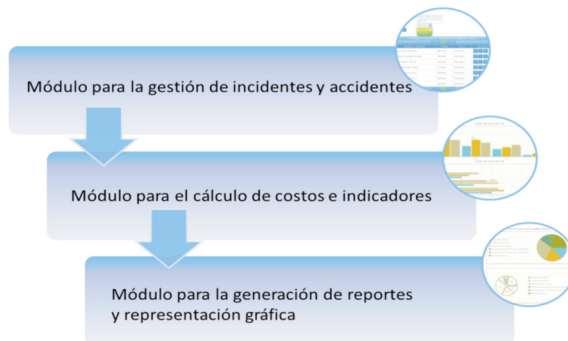 Módulo para la gestión de incidentes y accidentes
Módulo para el cálculo de costos e indicadores
Módulo para la generación de reportes
y representación gráfica